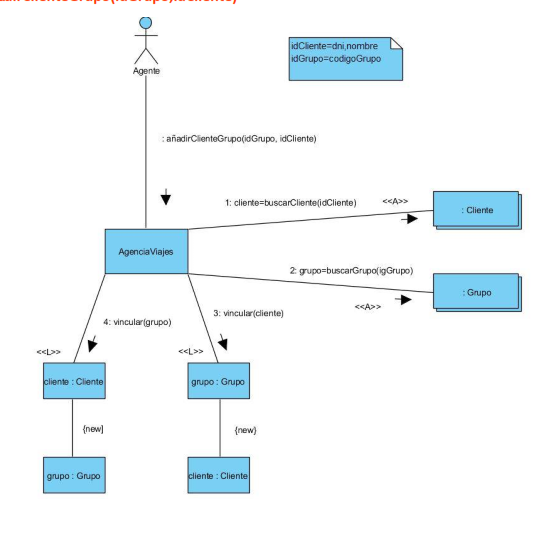 Agente
idCliente=dni,nombre
idGrupo=codigoGrupo
: añadirClienteGrupo(idGrupo, idCliente)
1: cliente=buscarCliente(idCliente)
<<A>>
: Cliente
AgenciaViajes
2: grupo=buscarGrupo(igGrupo)
: Grupo
<<A>>
3: vincular(cliente)
4: vincular(grupo)
<<L>>
<<L>>
cliente : Cliente
grupo : Grupo
{new]
{new}
grupo : Grupo
cliente : Cliente